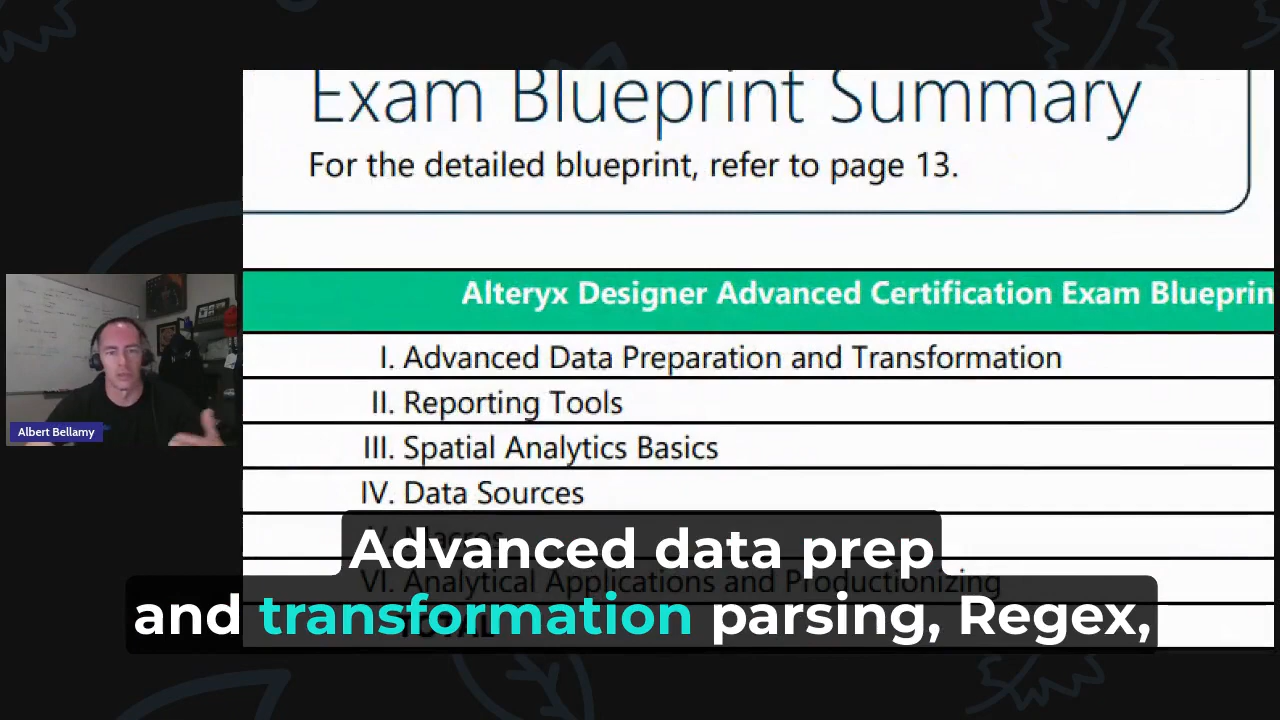 Exam Blueprint Summary
For the detailed blueprint, refer to page 13.
Alteryx Designer Advanced Certification Exam Blueprin
I. Advanced Data Preparation and Transformation
II. Reporting Tools
III. Spatial Analytics Basics
IV. Data Sources
V. Macros
VI. Analytical Applications and Productionizing
TOTAL
Advanced data prep
and transformation parsing, Regex,
Albert Bellamy